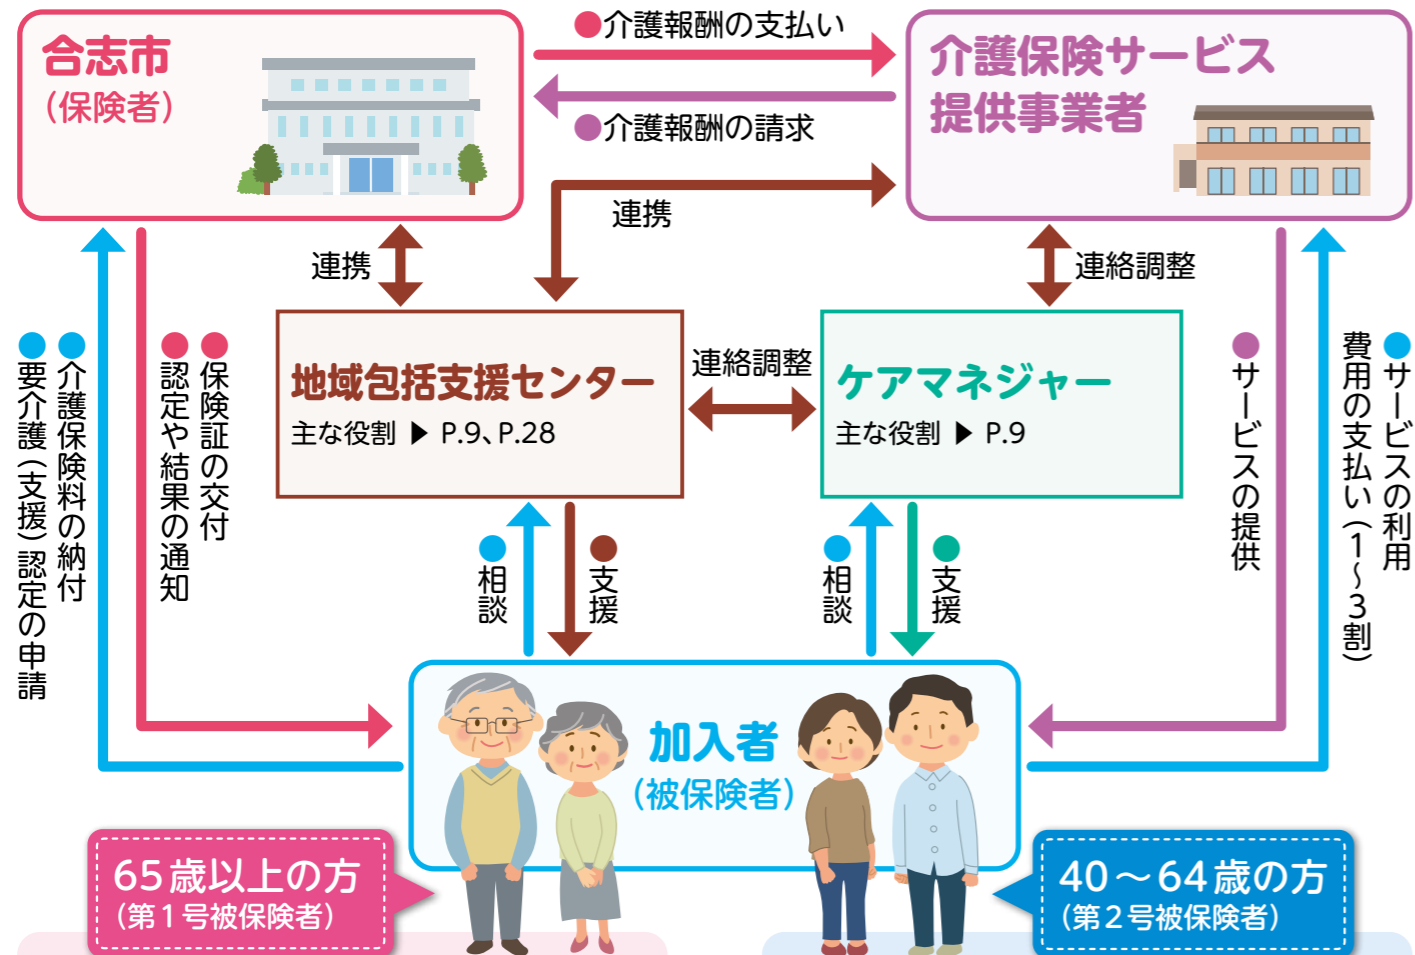 合志市
（保険者）
●介護報酬の支払い
●介護報酬の請求
介護保険サービス
提供事業者
連携
連携
連絡調整
地域包括支援センター
主な役割 ▶ P.9、P.28
連絡調整
ケアマネジャー
主な役割 ▶ P.9
●保険証の交付
●認定や結果の通知
●介護保険料の納付
●要介護（支援）認定の申請
●相談
●支援
●相談
●支援
●サービスの提供
●サービスの利用
費用の支払い（1〜3割）
加入者
（被保険者）
65歳以上の方
（第1号被保険者）
40〜64歳の方
（第2号被保険者）